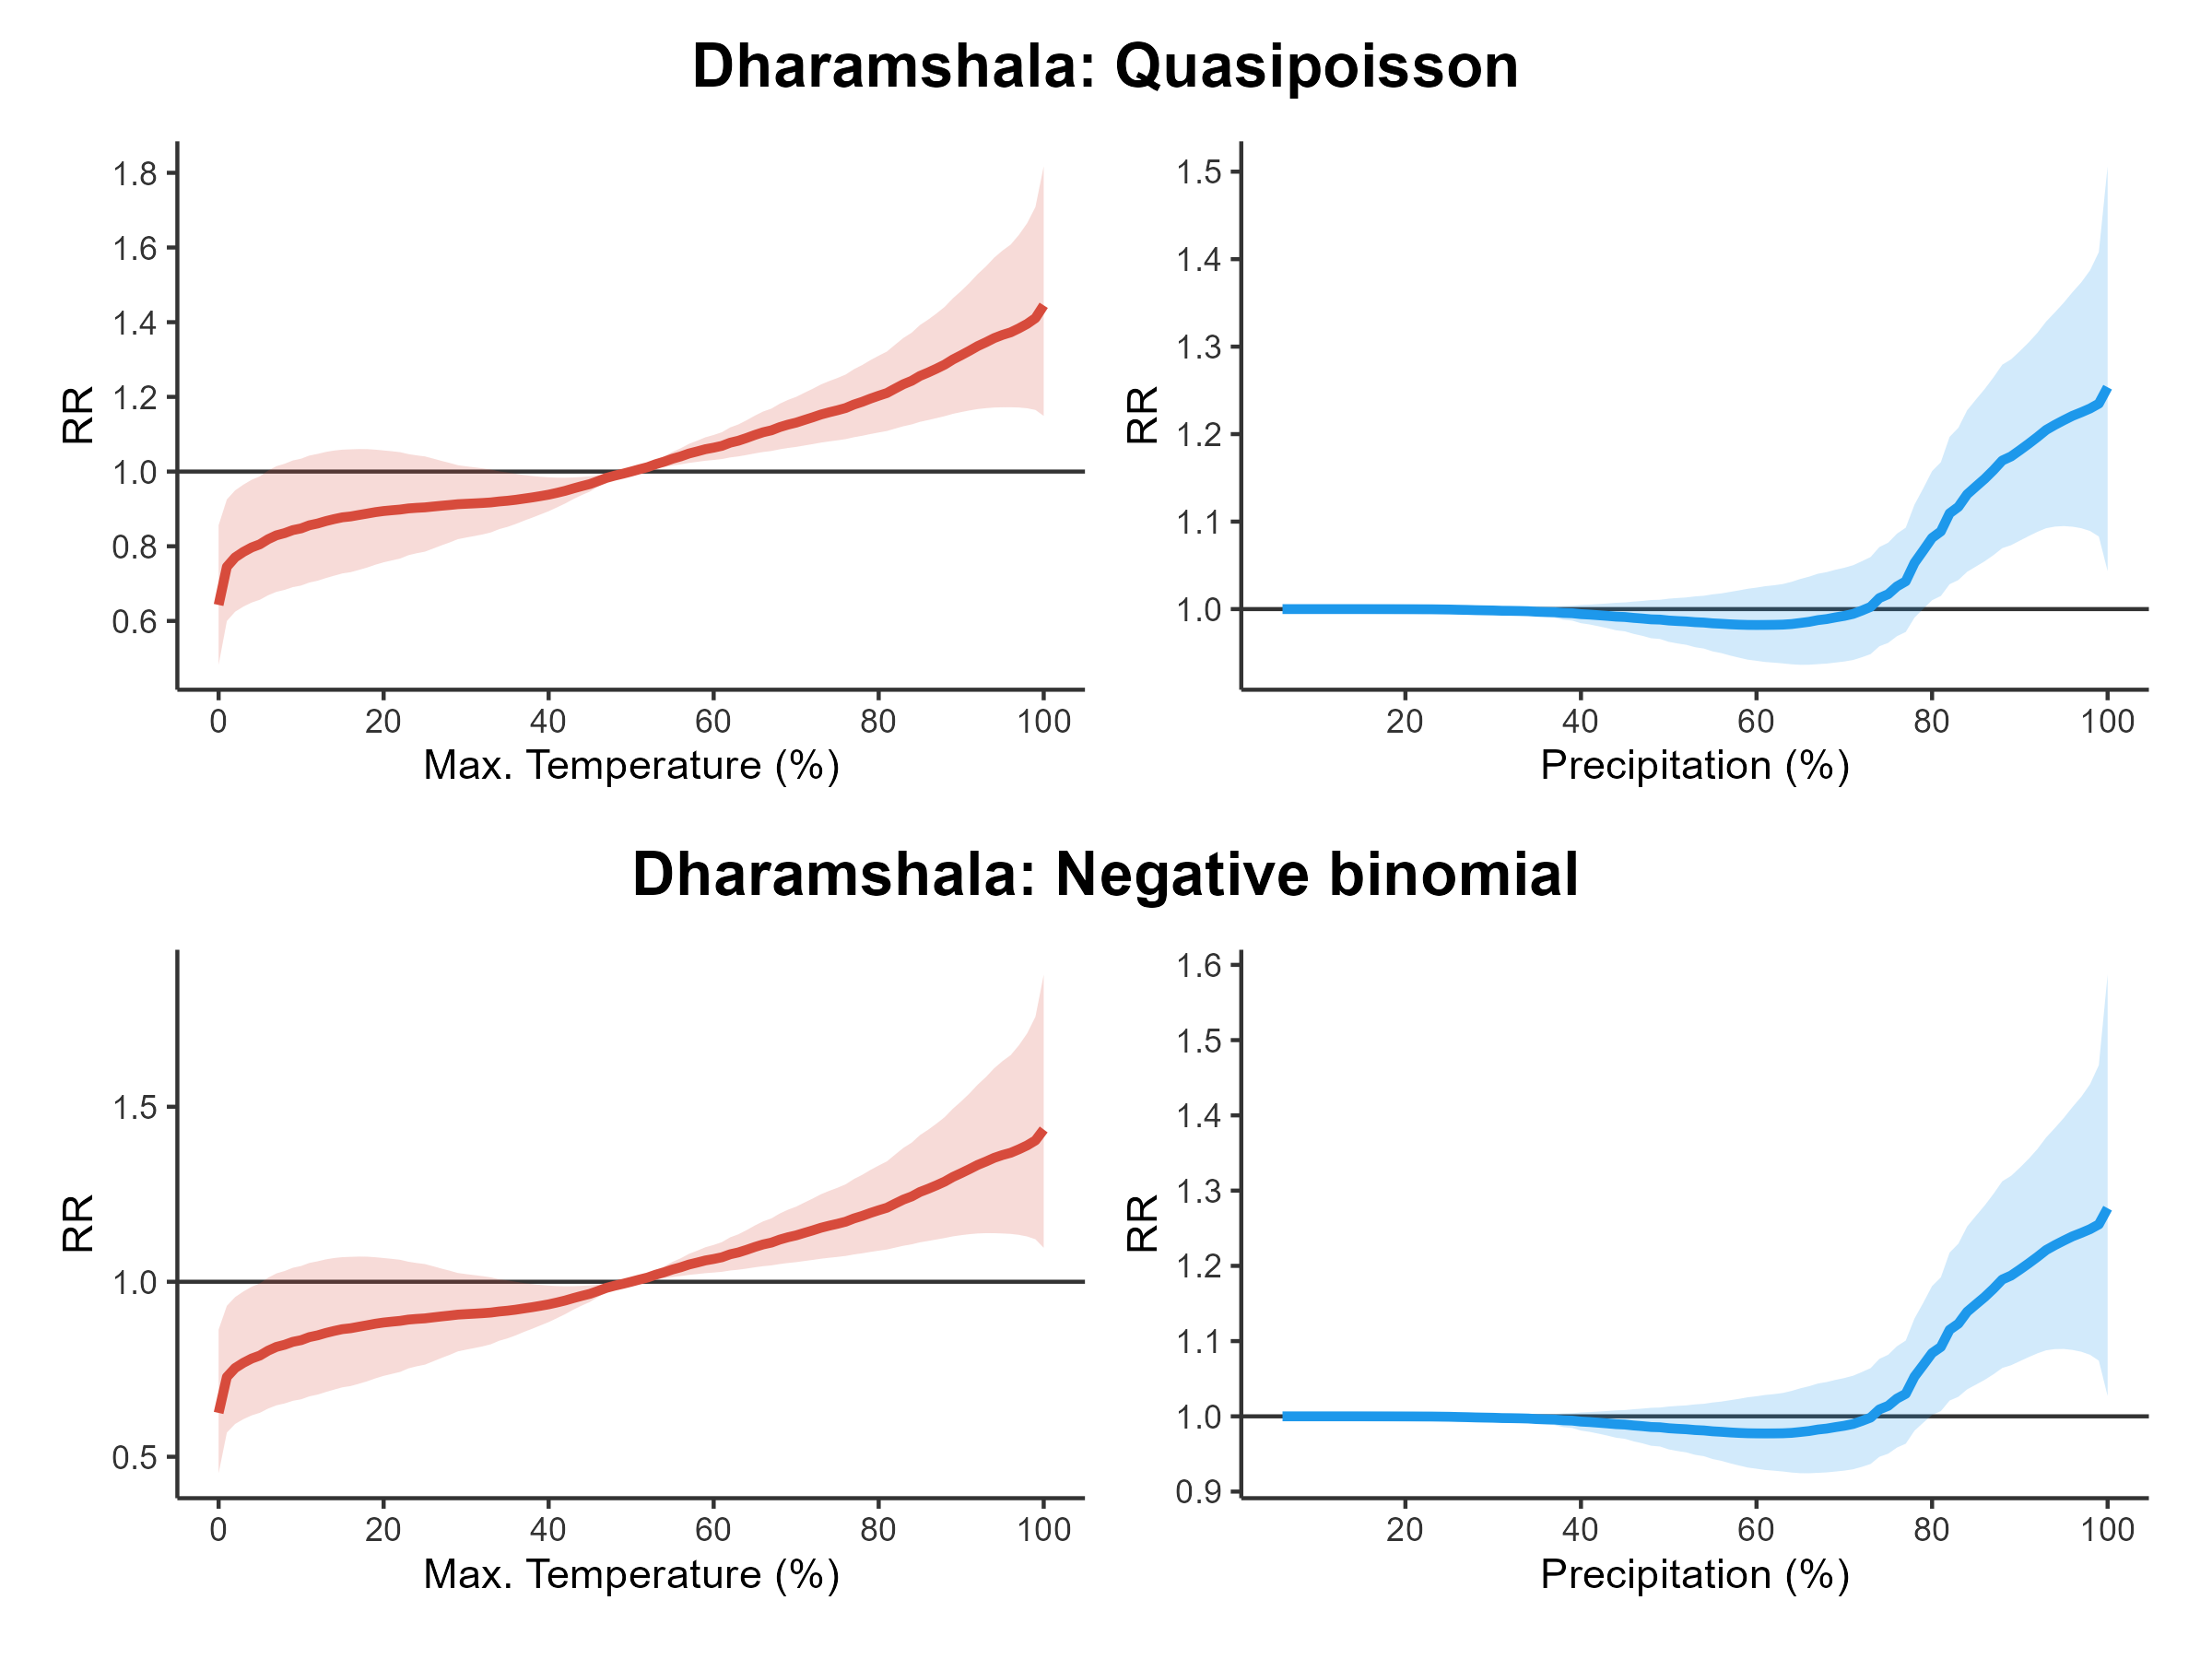 Dharamshala: Quasipoisson
1.8
1.6
1.4
1.2
1.0
0.8
0.6
RR
0 20 40 60 80 100
Max. Temperature (%)
1.5
1.4
1.3
1.2
1.1
1.0
RR
20 40 60 80 100
Precipitation (%)
Dharamshala: Negative binomial
1.5
1.0
0.5
RR
0 20 40 60 80 100
Max. Temperature (%)
1.6
1.5
1.4
1.3
1.2
1.1
1.0
0.9
RR
20 40 60 80 100
Precipitation (%)